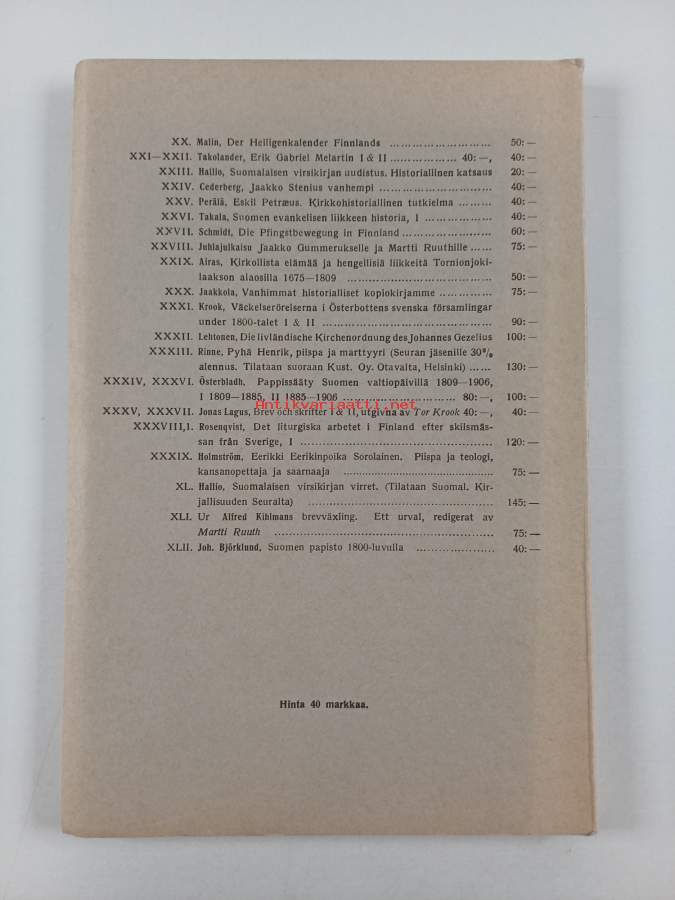 XX. Malin, Der Heiligenkalender Finnlands .......................... 50: —
XXI—XXII. Takolander, Erik Gabriel Melartin I & II ................. 40: —, 40: —
XXIII. Hallio, Suomalaisen virsikirjan uudistus. Historiallinen katsaus 20: —
XXIV. Cederberg, Jaakko Stenius vanhempi ............................. 40: —
XXV. Perälä, Eskil Petræus. Kirkkohistoriallinen tutkielma ......... 40: —
XXVI. Takala, Suomen evankelisen liikkeen historia, I ................. 40: —
XXVII. Schmidt, Die Pfingstbewegung in Finnland ....................... 60: —
XXVIII. Juhlajulkaisu Jaakko Gummerukselle ja Martti Ruuthille ..... 75: —
XXIX. Airas, Kirkollista elämää ja hengellisiä liikkeitä Tornionjoki-
laakson alaosilla 1675—1809 ..................................... 50: —
XXX. Jaakkola, Vanhimmat historialliset kopiokirjamme ............. 75: —
XXXI. Krook, Väckelserörelserna i Österbottens svenska församlingar
under 1800-talet I & II ........................................... 90: —
XXXII. Lehtonen, Die livländische Kirchenordnung des Johannes Gezelius 100: —
XXXIII. Rinne, Pyhä Henrik, piispa ja marttyyri (Seuran jäsenille 30%
alennus. Tilataan suoraan Kust. Oy. Otavalta, Helsinki) ...... 130: —
XXXIV, XXXVI. Österbladh, Pappissääty Suomen valtiopäivillä 1809—1906,
I 1809—1885, II 1885—1906 .............................. 80: —, 100: —
XXXV, XXXVII. Jonas Lagus, Brev och skrifter I & II, utgivna av Tor Krook 40: —, 40: —
XXXVIII,1. Rosenqvist, Det liturgiska arbetet i Finland efter skilsmäs-
san från Sverige, I ................................................. 120: —
XXXIX. Holmström, Eerikki Eerikinpoika Sorolainen. Piispa ja teologi,
kansanopettaja ja saarnaaja ....................................... 75: —
XL. Hallio, Suomalaisen virsikirjan virret. (Tilataan Suomal. Kir-
jallisuuden Seuralta) ............................................... 145: —
XLI. Ur Alfred Kihlmans brevväxling. Ett urval, redigerat av
Martti Ruuth ......................................................... 75: —
XLII. Joh. Björklund, Suomen papisto 1800-luvulla .................... 40: —
Antikvariaatti.net
Hinta 40 markkaa.